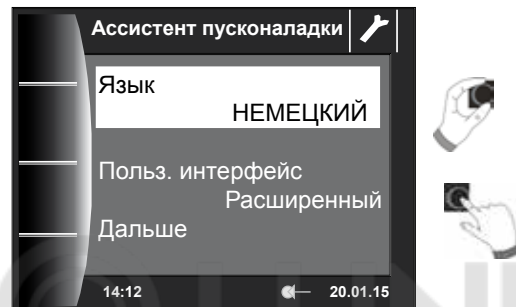 Ассистент пусконаладки
Язык
НЕМЕЦКИЙ
Польз. интерфейс
Расширенный
Дальше
14:12 20.01.15